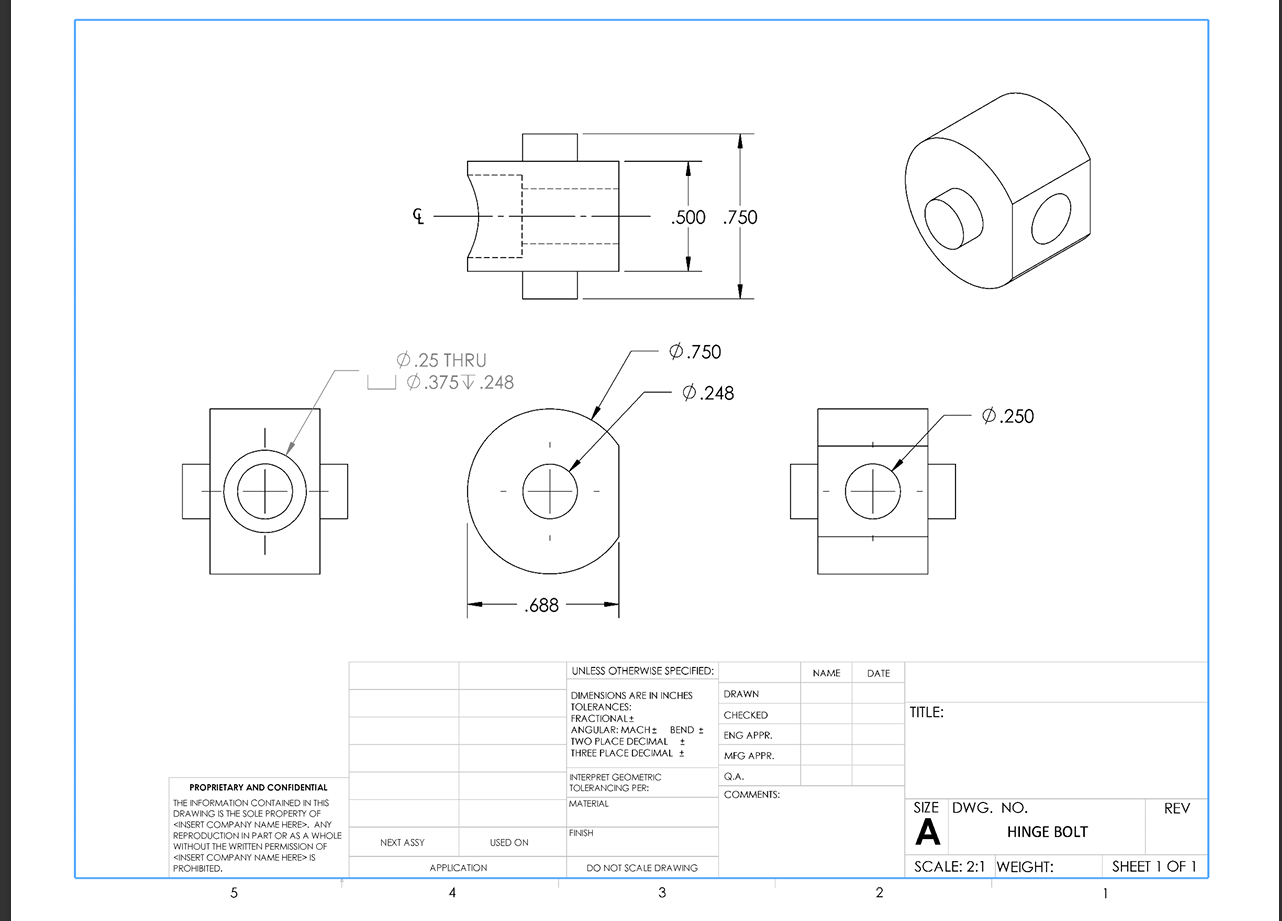 ℄
.500 .750
∅.25 THRU
⌴ ∅.375↧.248
∅.750
∅.248
∅.250
.688
UNLESS OTHERWISE SPECIFIED:
DIMENSIONS ARE IN INCHES
TOLERANCES:
FRACTIONAL±
ANGULAR: MACH± BEND ±
TWO PLACE DECIMAL ±
THREE PLACE DECIMAL ±
INTERPRET GEOMETRIC
TOLERANCING PER:
MATERIAL
FINISH
DO NOT SCALE DRAWING
NAME DATE
DRAWN
CHECKED
ENG APPR.
MFG APPR.
Q.A.
COMMENTS:
TITLE:
SIZE DWG. NO. REV
A HINGE BOLT
SCALE: 2:1 WEIGHT: SHEET 1 OF 1
PROPRIETARY AND CONFIDENTIAL
THE INFORMATION CONTAINED IN THIS
DRAWING IS THE SOLE PROPERTY OF
<INSERT COMPANY NAME HERE>. ANY
REPRODUCTION IN PART OR AS A WHOLE
WITHOUT THE WRITTEN PERMISSION OF
<INSERT COMPANY NAME HERE> IS
PROHIBITED.
NEXT ASSY USED ON
APPLICATION
5 4 3 2 1